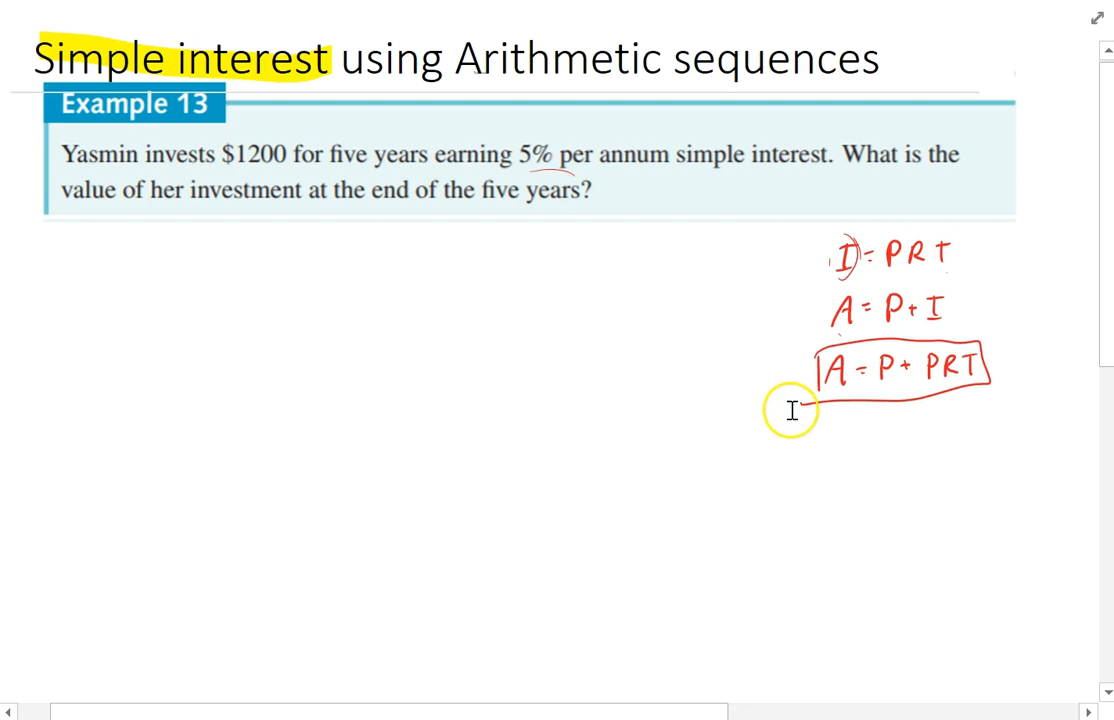 Simple interest using Arithmetic sequences
Example 13
Yasmin invests $1200 for five years earning 5% per annum simple interest. What is the
value of her investment at the end of the five years?
I = PRT
A = P + I
A = P + PRT